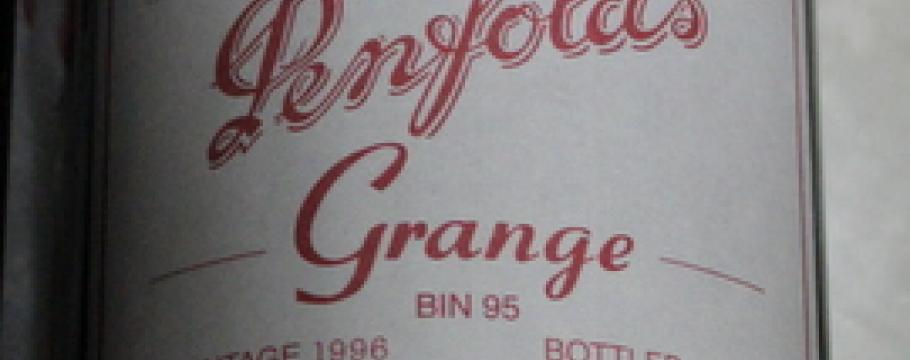 Penfolds
Grange
BIN 95
VINTAGE 1996 BOTTLED